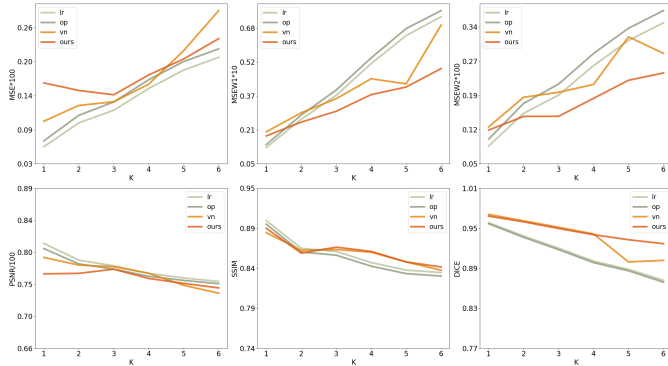 MSE*100
0.26
0.20
0.14
0.09
0.03
1 2 3 4 5 6
K
lr
op
vn
ours
MSEW1*10
0.68
0.52
0.37
0.21
0.05
1 2 3 4 5 6
K
lr
op
vn
ours
MSEW2*100
0.34
0.27
0.19
0.12
0.05
1 2 3 4 5 6
K
lr
op
vn
ours
PSNR/100
0.89
0.84
0.80
0.75
0.70
0.66
1 2 3 4 5 6
K
lr
op
vn
ours
SSIM
0.95
0.89
0.84
0.79
0.74
1 2 3 4 5 6
K
lr
op
vn
ours
DICE
1.01
0.95
0.89
0.83
0.77
1 2 3 4 5 6
K
lr
op
vn
ours